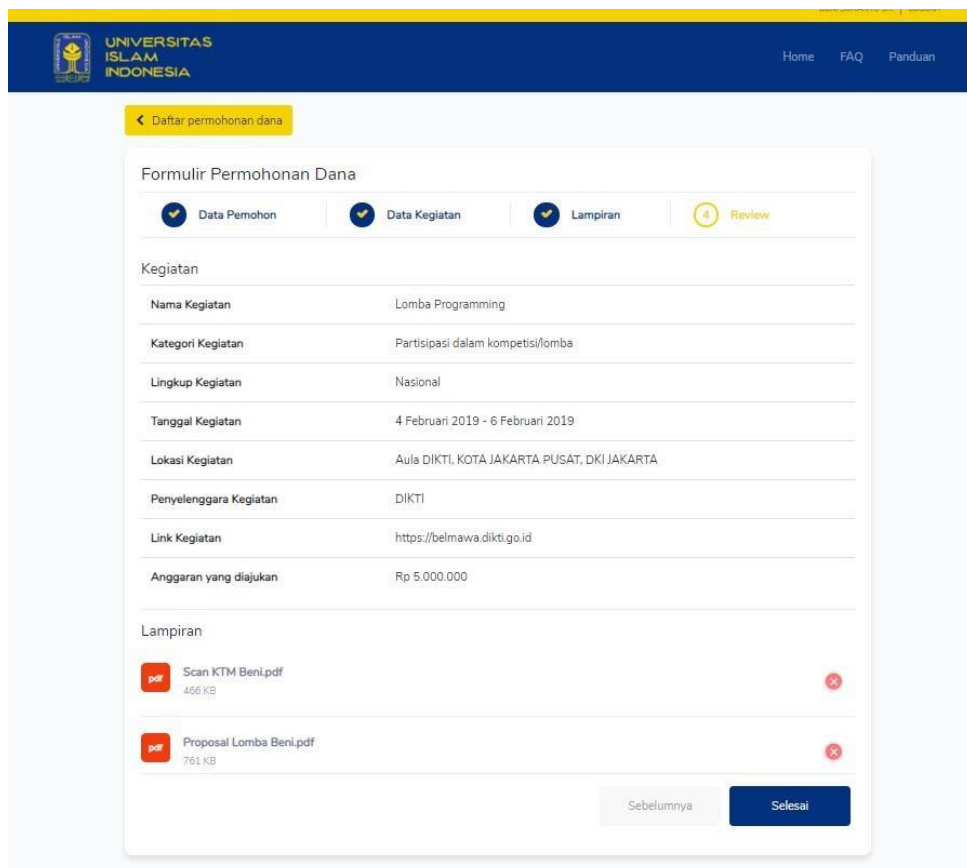 UNIVERSITAS
ISLAM
INDONESIA
Home FAQ Panduan
Daftar permohonan dana
Formulir Permohonan Dana
Data Pemohon Data Kegiatan Lampiran 4 Review
Kegiatan
Nama Kegiatan Lomba Programming
Kategori Kegiatan Partisipasi dalam kompetisi/lomba
Lingkup Kegiatan Nasional
Tanggal Kegiatan 4 Februari 2019 - 6 Februari 2019
Lokasi Kegiatan Aula DIKTI, KOTA JAKARTA PUSAT, DKI JAKARTA
Penyelenggara Kegiatan DIKTI
Link Kegiatan https://belmawa.dikti.go.id
Anggaran yang diajukan Rp 5.000.000
Lampiran
pdf Scan KTM Beni.pdf
466 KB
pdf Proposal Lomba Beni.pdf
761 KB
Sebelumnya Selesai